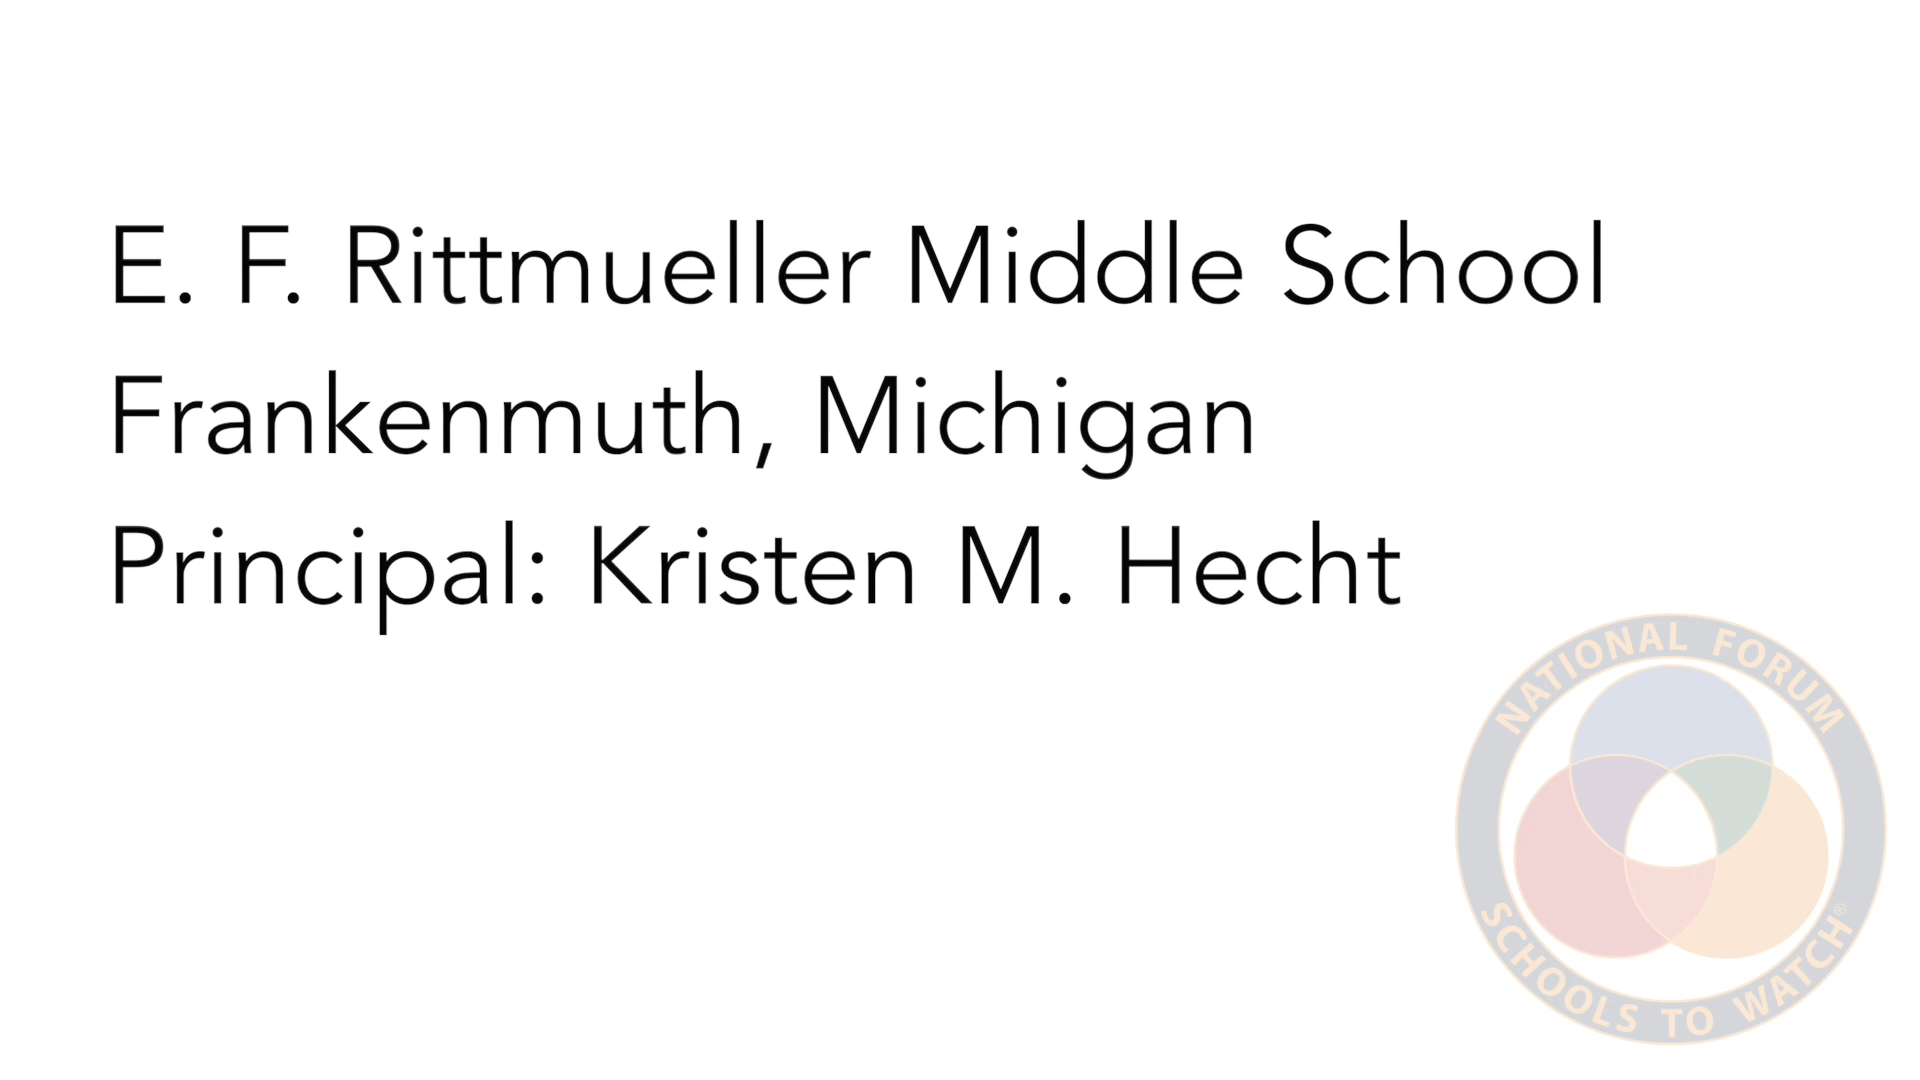 E. F. Rittmueller Middle School
Frankenmuth, Michigan
Principal: Kristen M. Hecht
NATIONAL FORUM
SCHOOLS TO WATCH®